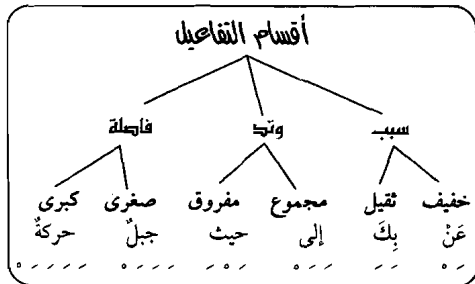 أقسام التفاعيل
سبب وتد فاصلة
خفيف ثقيل مجموع مفروق صغرى كبرى
عَنْ بِكَ إلى حيث جبلٌ حركةٌ